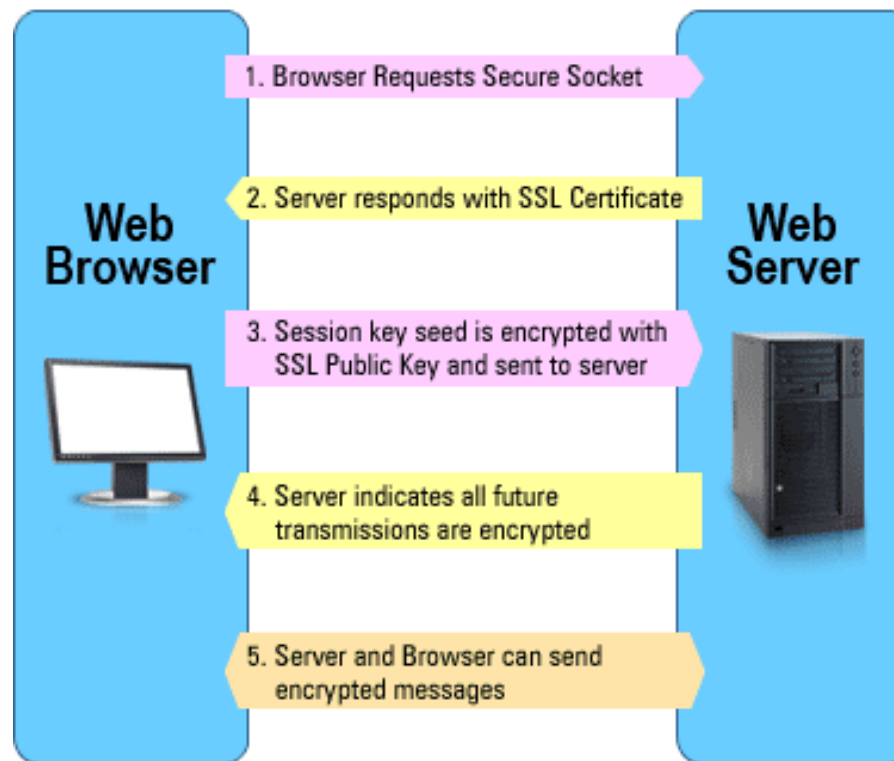 1. Browser Requests Secure Socket
2. Server responds with SSL Certificate
Web
Browser
Web
Server
3. Session key seed is encrypted with
SSL Public Key and sent to server
4. Server indicates all future
transmissions are encrypted
5. Server and Browser can send
encrypted messages